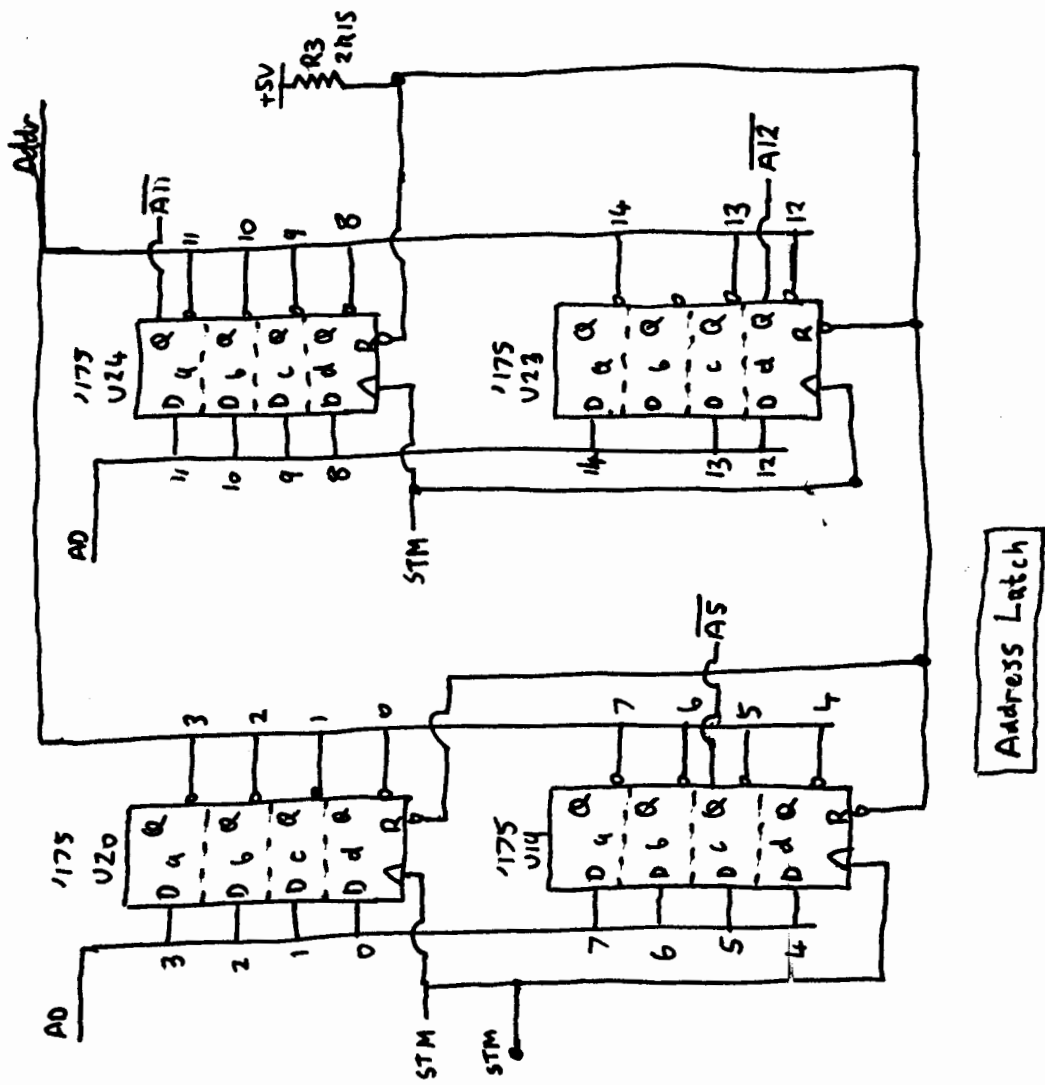 Addr
+5V
R3
2R15
AD
'175
U20
3
2
1
0
D a Q
D b Q
D c Q
D d Q
R
3
2
1
0
STM
STM
'175
U14
7
6
5
4
D a Q
D b Q
D c Q
D d Q
R
7
6
A5
5
4
AD
'175
U24
11
10
9
8
D a Q
D b Q
D c Q
D d Q
R
A11
11
10
9
8
STM
'175
U23
14
13
12
D a Q
D b Q
D c Q
D d Q
R
14
13
A12
12
Address Latch